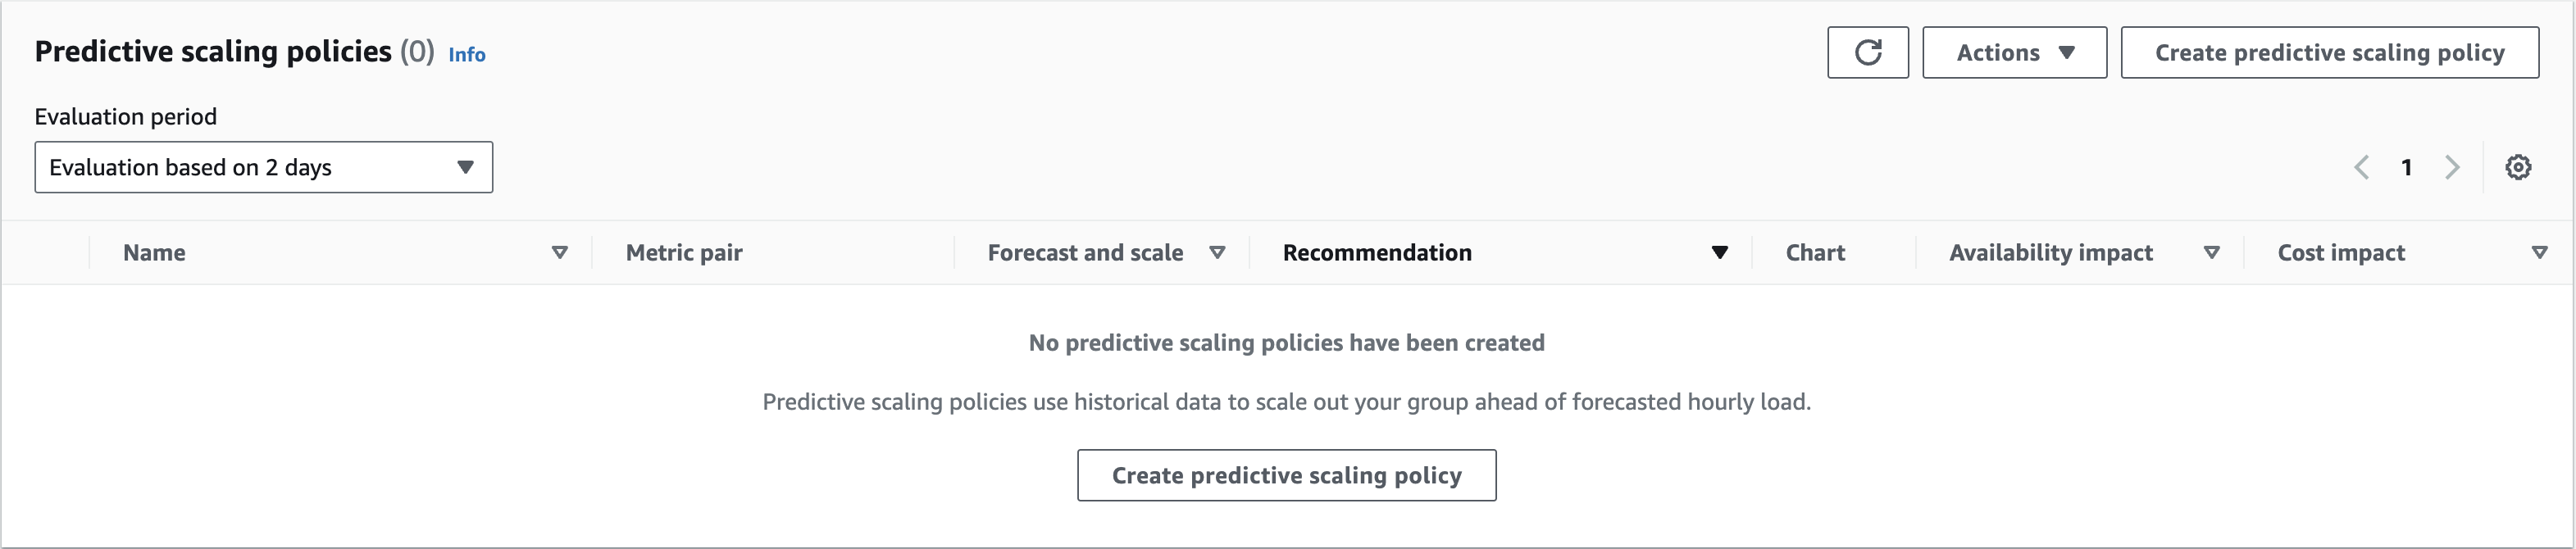 Predictive scaling policies (0) Info
Actions
Create predictive scaling policy
Evaluation period
Evaluation based on 2 days
1
Name Metric pair Forecast and scale Recommendation Chart Availability impact Cost impact
No predictive scaling policies have been created
Predictive scaling policies use historical data to scale out your group ahead of forecasted hourly load.
Create predictive scaling policy